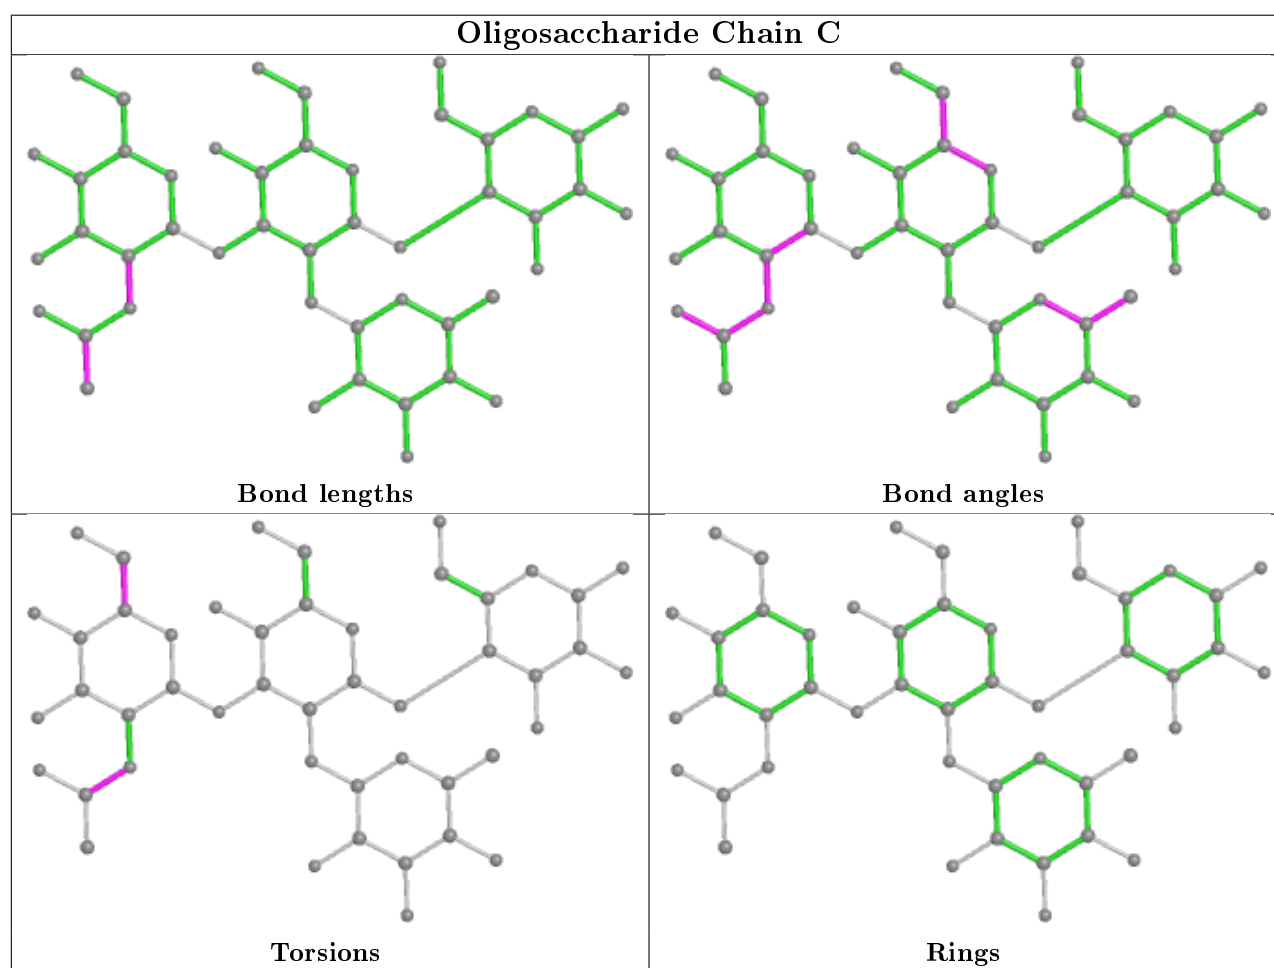 Oligosaccharide Chain C
Bond lengths
Bond angles
Torsions
Rings